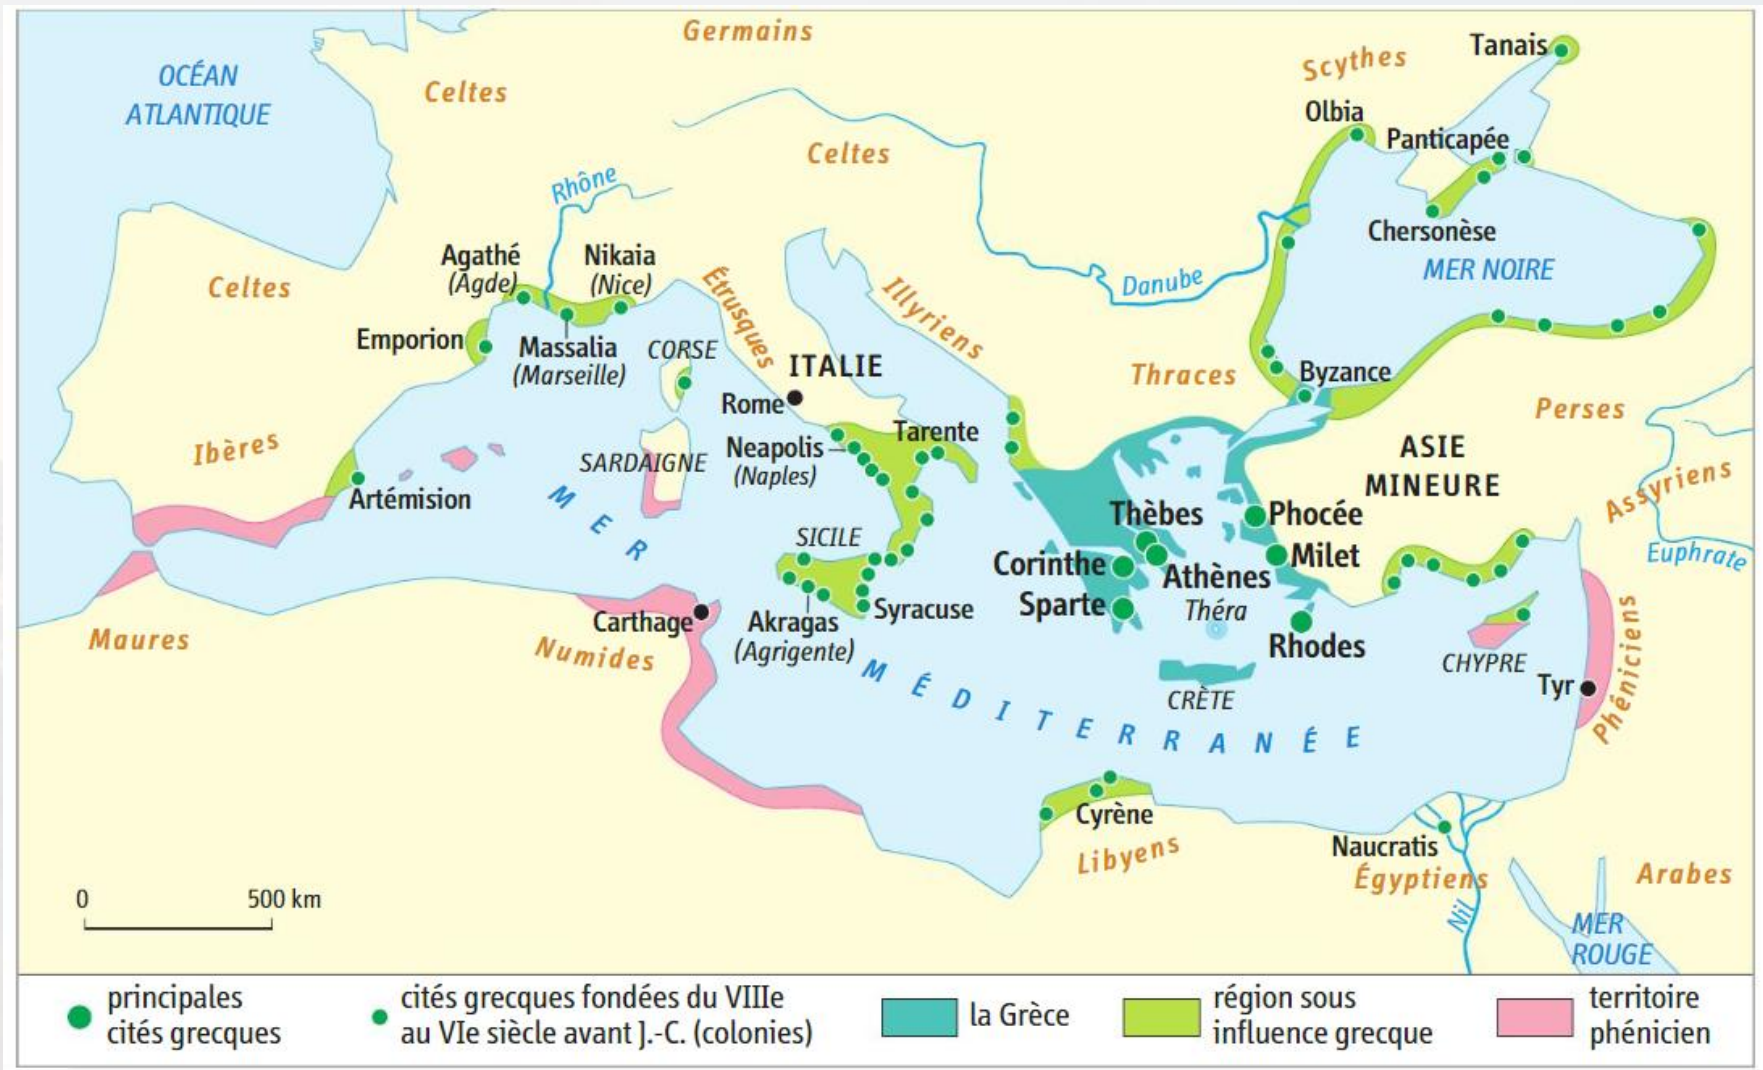 Germains
OCÉAN
ATLANTIQUE
Celtes
Scythes
Tanais
Olbia
Panticapée
Celtes
Rhône
Chersonèse
MER NOIRE
Agathé
(Agde)
Nikaia
(Nice)
Celtes
Étrusques
Illyriens
Danube
Emporion
Massalia
(Marseille)
CORSE
ITALIE
Thraces
Byzance
Rome
Perses
Ibères
SARDAIGNE
Neapolis
(Naples)
Tarente
ASIE
MINEURE
Artémision
Assyriens
Thèbes
Phocée
MER
SICILE
Corinthe
Milet
Euphrate
Athènes
Sparte
Théra
Carthage
Akragas
(Agrigente)
Syracuse
Rhodes
Maures
Numides
CHYPRE
Phéniciens
MÉDITERRANÉE
CRÈTE
Tyr
Cyrène
Libyens
Naucratis
Égyptiens
Arabes
Nil
MER
ROUGE
0 500 km
principales
cités grecques
cités grecques fondées du VIIIe
au VIe siècle avant J.-C. (colonies)
la Grèce
région sous
influence grecque
territoire
phénicien